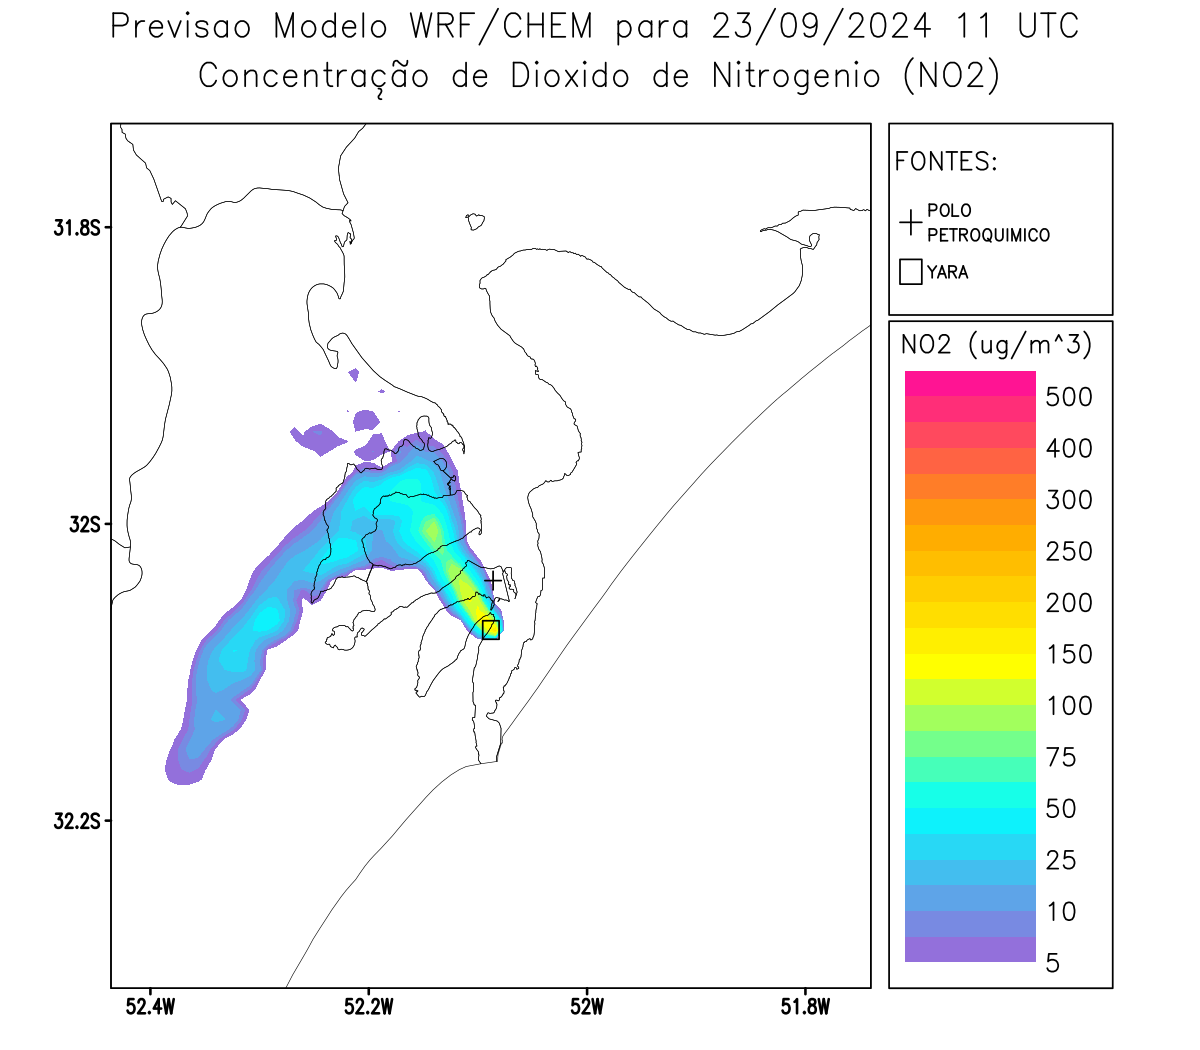 Previsao Modelo WRF/CHEM para 23/09/2024 11 UTC
Concentração de Dioxido de Nitrogenio (NO2)
FONTES:
POLO
PETROQUIMICO
YARA
NO2 (ug/m^3)
500
400
300
250
200
150
100
75
50
25
10
5
31.8S
32S
32.2S
52.4W
52.2W
52W
51.8W